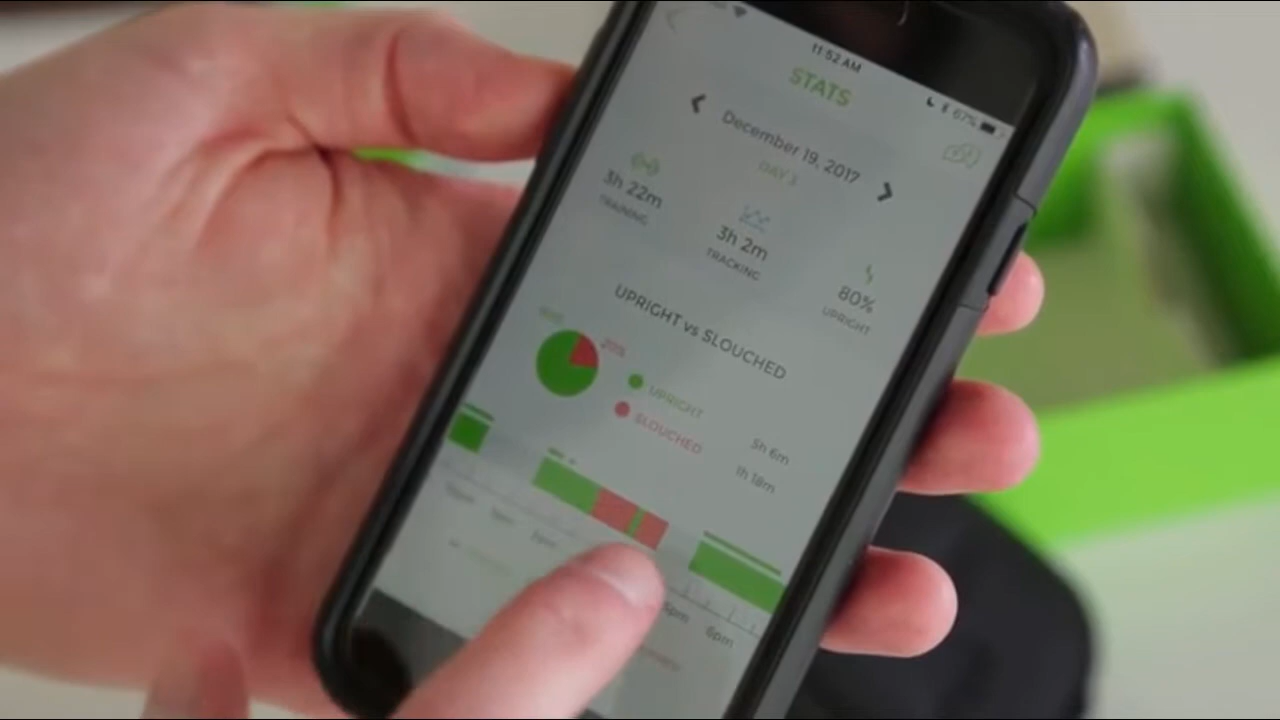 11:52 AM
67%
STATS
December 19, 2017
DAY 3
3h 22m
TRAINING
3h 2m
TRACKING
80%
UPRIGHT
UPRIGHT vs SLOUCHED
20%
UPRIGHT
5h 6m
SLOUCHED
1h 18m
5pm
6pm